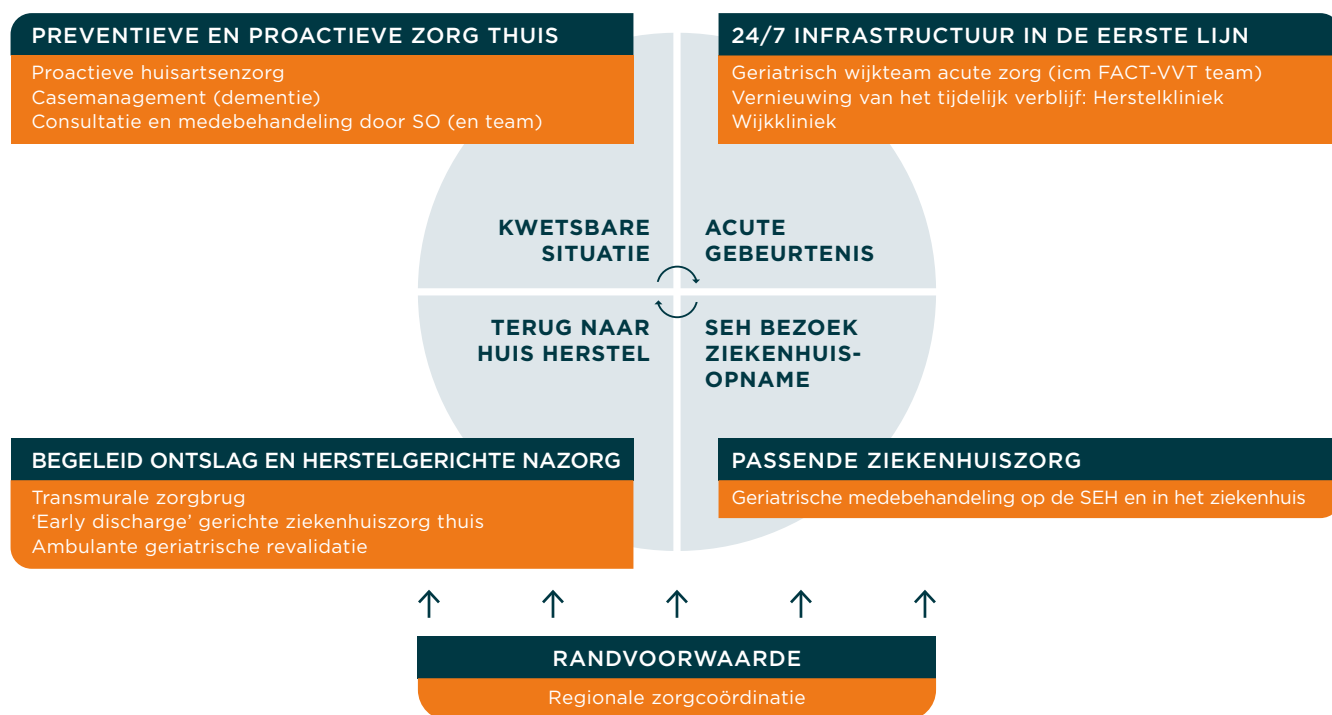 PREVENTIEVE EN PROACTIEVE ZORG THUIS
Proactieve huisartsenzorg
Casemanagement (dementie)
Consultatie en medebehandeling door SO (en team)
24/7 INFRASTRUCTUUR IN DE EERSTE LIJN
Geriatrisch wijkteam acute zorg (icm FACT-VVT team)
Vernieuwing van het tijdelijk verblijf: Herstelkliniek
Wijkkliniek
KWETSBARE
SITUATIE
ACUTE
GEBEURTENIS
TERUG NAAR
HUIS HERSTEL
SEH BEZOEK
ZIEKENHUIS-
OPNAME
BEGELEID ONTSLAG EN HERSTELGERICHTE NAZORG
Transmurale zorgbrug
‘Early discharge’ gerichte ziekenhuiszorg thuis
Ambulante geriatrische revalidatie
PASSENDE ZIEKENHUISZORG
Geriatrische medebehandeling op de SEH en in het ziekenhuis
RANDVOORWAARDE
Regionale zorgcoördinatie